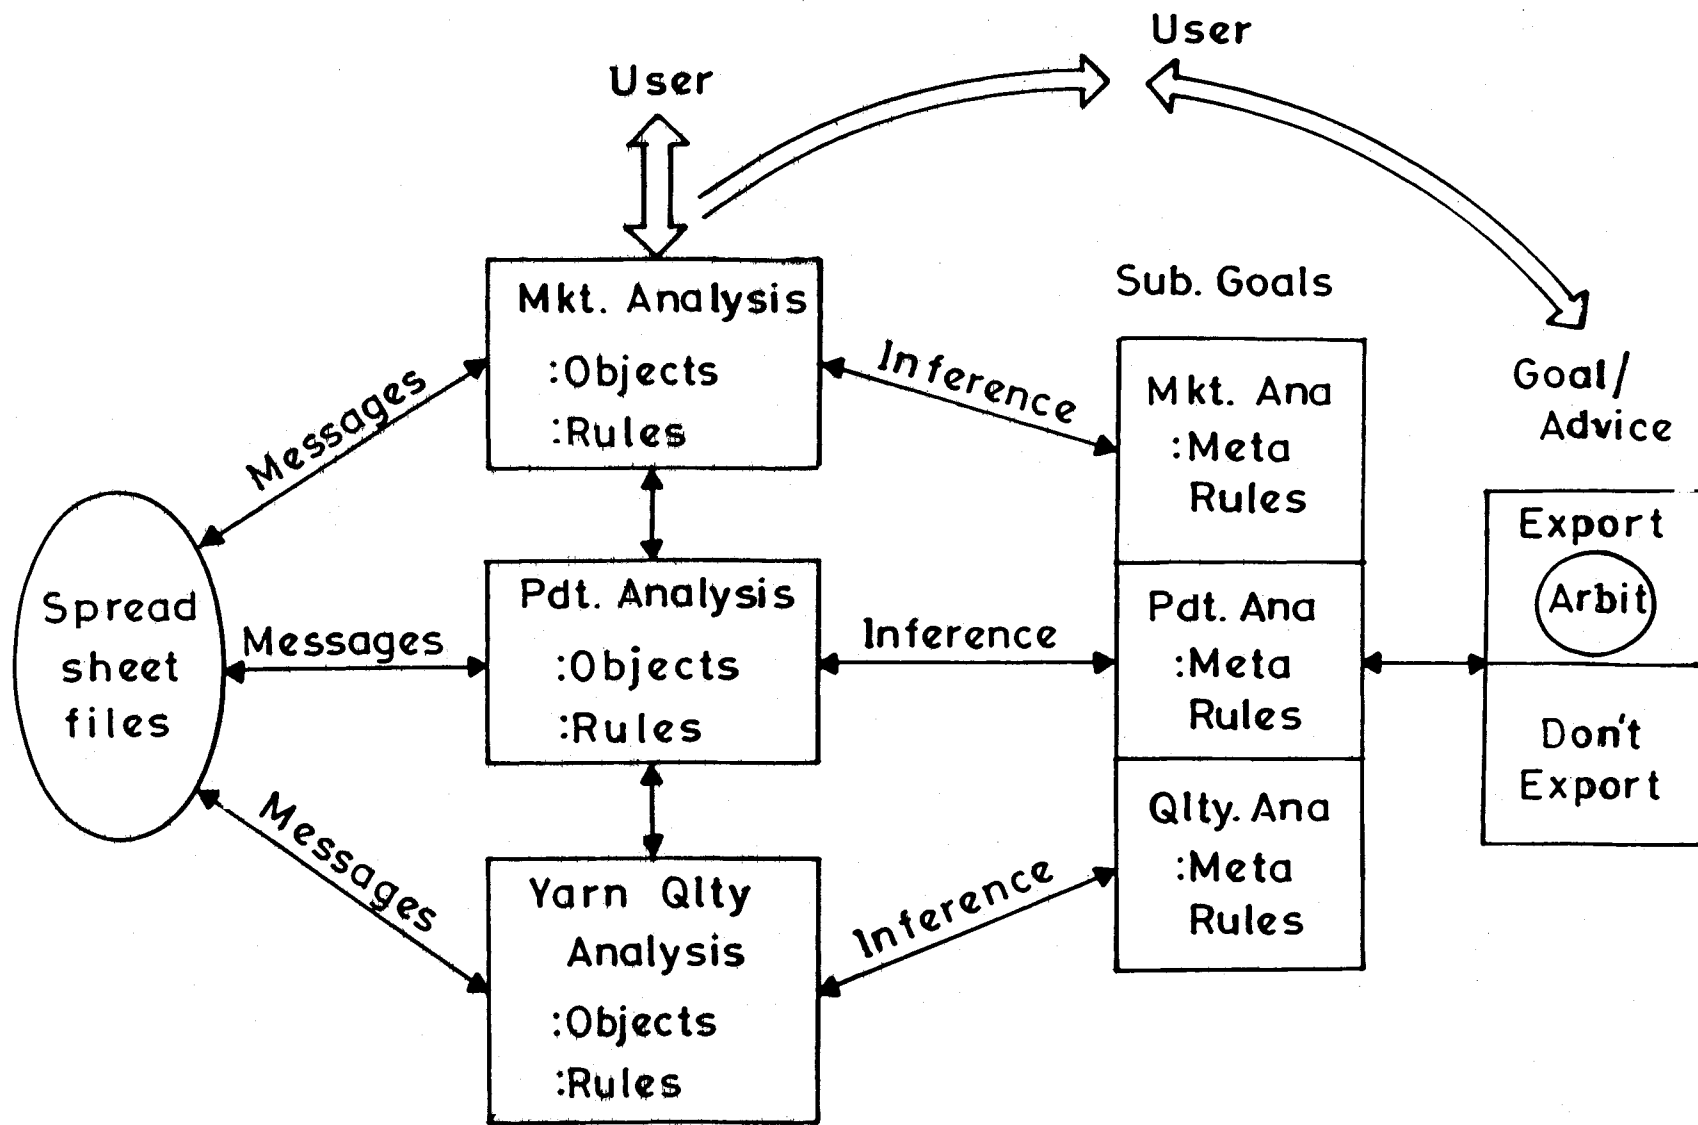 User
User
Mkt. Analysis
:Objects
:Rules
Sub. Goals
Goal/
Advice
Messages
Inference
Mkt. Ana
:Meta
Rules
Spread
sheet
files
Messages
Pdt. Analysis
:Objects
:Rules
Inference
Pdt. Ana
:Meta
Rules
Export
Arbit
Don't
Export
Messages
Yarn Qlty
Analysis
:Objects
:Rules
Inference
Qlty. Ana
:Meta
Rules